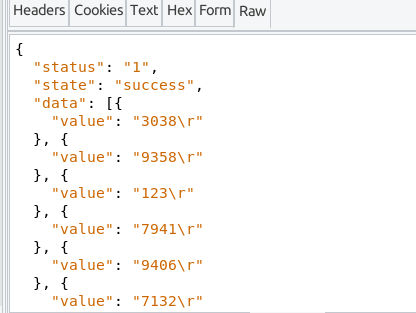 Headers Cookies Text Hex Form Raw
{
"status": "1",
"state": "success",
"data": [{
"value": "3038\r"
}, {
"value": "9358\r"
}, {
"value": "123\r"
}, {
"value": "7941\r"
}, {
"value": "9406\r"
}, {
"value": "7132\r"